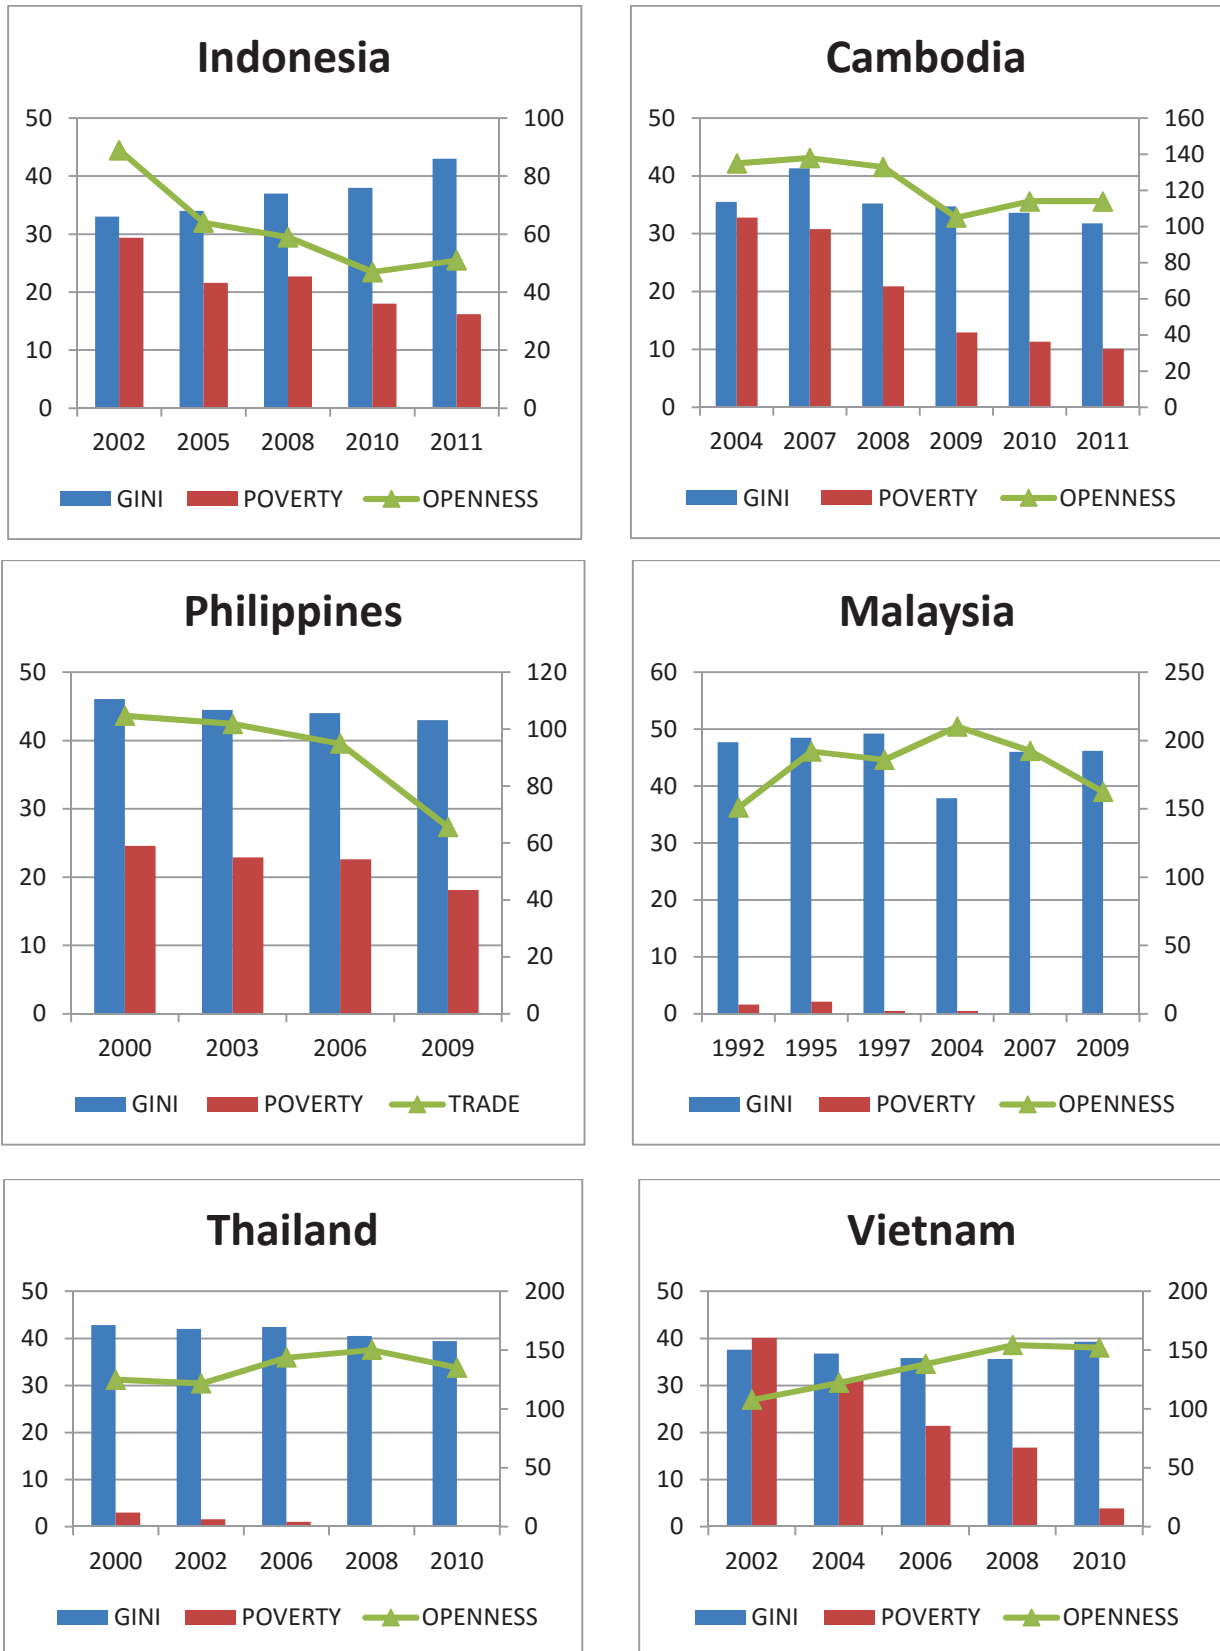 Indonesia
50 100
40 80
30 60
20 40
10 20
0 0
2002 2005 2008 2010 2011
GINI POVERTY OPENNESS
Cambodia
50 160
140
40 120
30 100
80
20 60
10 40
20
0 0
2004 2007 2008 2009 2010 2011
GINI POVERTY OPENNESS
Philippines
50 120
40 100
80
30 60
20 40
10 20
0 0
2000 2003 2006 2009
GINI POVERTY TRADE
Malaysia
60 250
50 200
40 150
30
20 100
10 50
0 0
1992 1995 1997 2004 2007 2009
GINI POVERTY OPENNESS
Thailand
50 200
40 150
30 100
20
10 50
0 0
2000 2002 2006 2008 2010
GINI POVERTY OPENNESS
Vietnam
50 200
40 150
30 100
20
10 50
0 0
2002 2004 2006 2008 2010
GINI POVERTY OPENNESS